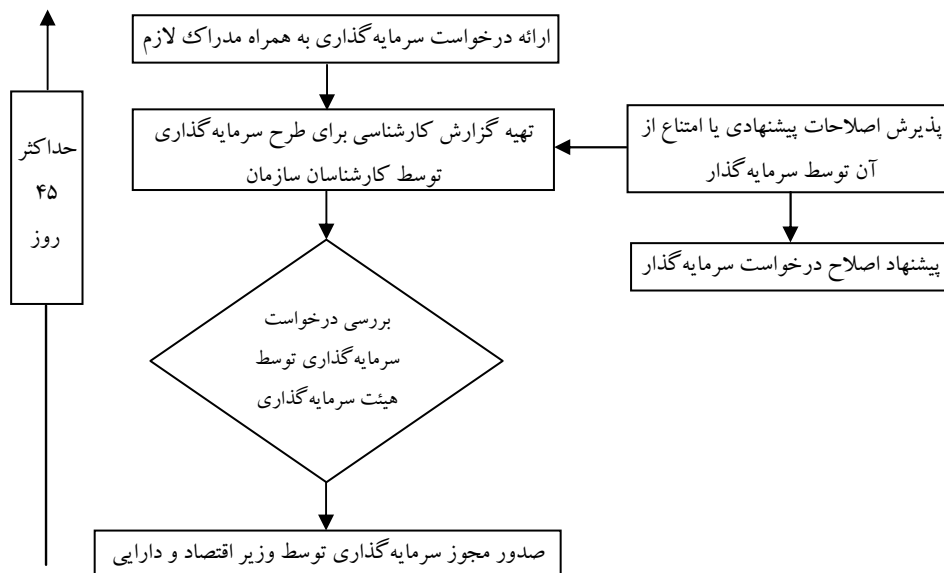 ارائه درخواست سرمایه‌گذاری به همراه مدراک لازم
حداکثر
۴۵
روز
تهیه گزارش کارشناسی برای طرح سرمایه‌گذاری
توسط کارشناسان سازمان
پذیرش اصلاحات پیشنهادی یا امتناع از
آن توسط سرمایه‌گذار
پیشنهاد اصلاح درخواست سرمایه‌گذار
بررسی درخواست
سرمایه‌گذاری توسط
هیئت سرمایه‌گذاری
صدور مجوز سرمایه‌گذاری توسط وزیر اقتصاد و دارایی